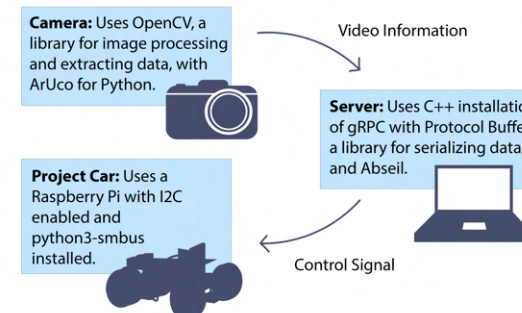 Camera: Uses OpenCV, a
library for image processing
and extracting data, with
ArUco for Python.
Video Information
Server: Uses C++
of gRPC with Protocol
a library for serializing data,
and Abseil.
Project Car: Uses a
Raspberry Pi with I2C
enabled and
python3-smbus
installed.
Control Signal